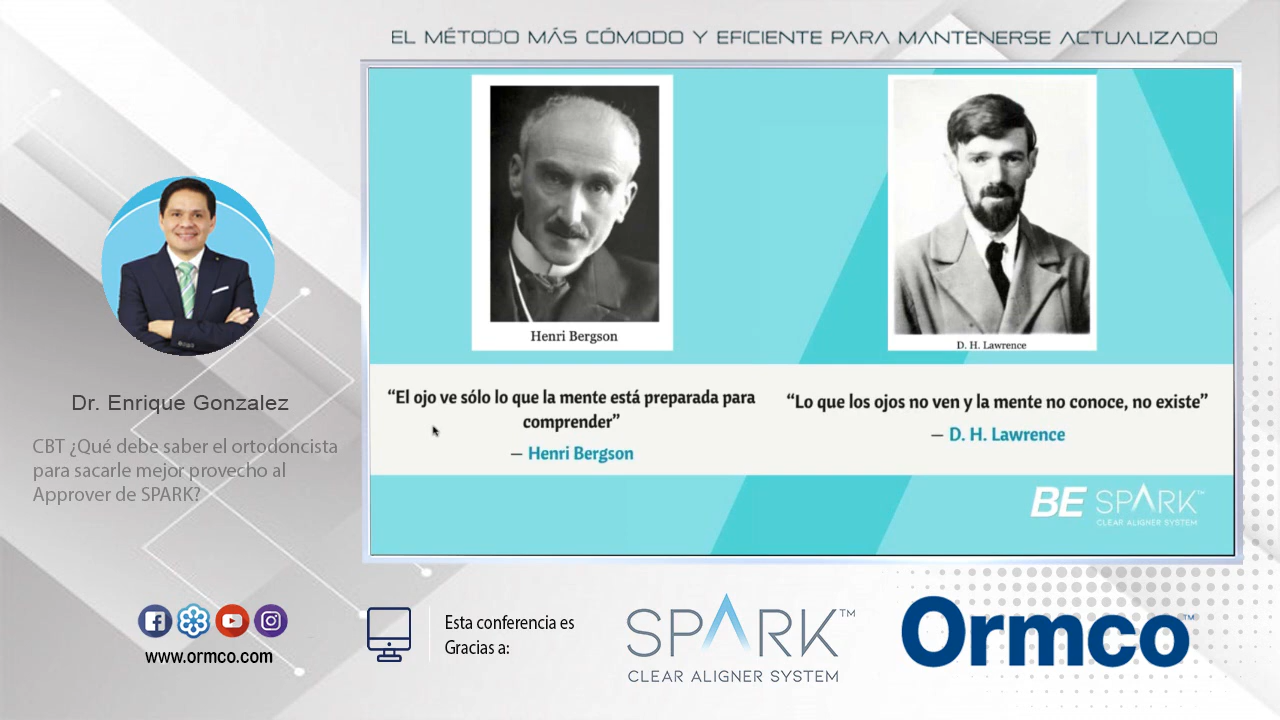 EL MÉTODO MÁS CÓMODO Y EFICIENTE PARA MANTENERSE ACTUALIZADO
Henri Bergson
D. H. Lawrence
“El ojo ve sólo lo que la mente está preparada para
comprender”
— Henri Bergson
“Lo que los ojos no ven y la mente no conoce, no existe”
— D. H. Lawrence
BE SPARK™
CLEAR ALIGNER SYSTEM
Dr. Enrique Gonzalez
CBT ¿Qué debe saber el ortodoncista
para sacarle mejor provecho al
Approver de SPARK?
www.ormco.com
Esta conferencia es
Gracias a:
SPARK™
CLEAR ALIGNER SYSTEM
Ormco™